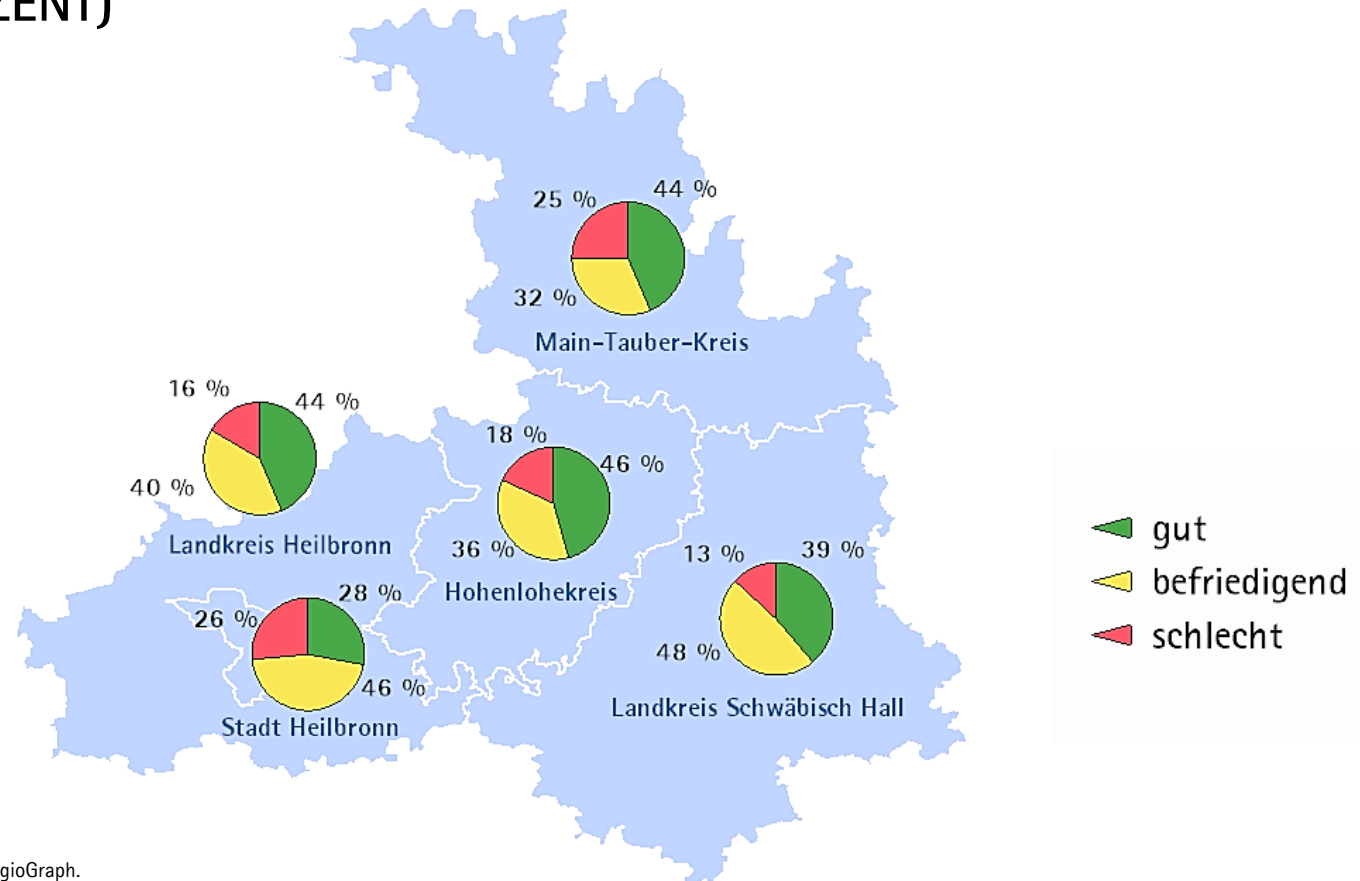 ZENT)
25 %
44 %
32 %
Main-Tauber-Kreis
16 %
44 %
40 %
Landkreis Heilbronn
18 %
46 %
36 %
Hohenlohekreis
13 %
39 %
48 %
Landkreis Schwäbisch Hall
28 %
26 %
46 %
Stadt Heilbronn
gut
befriedigend
schlecht
gioGraph.